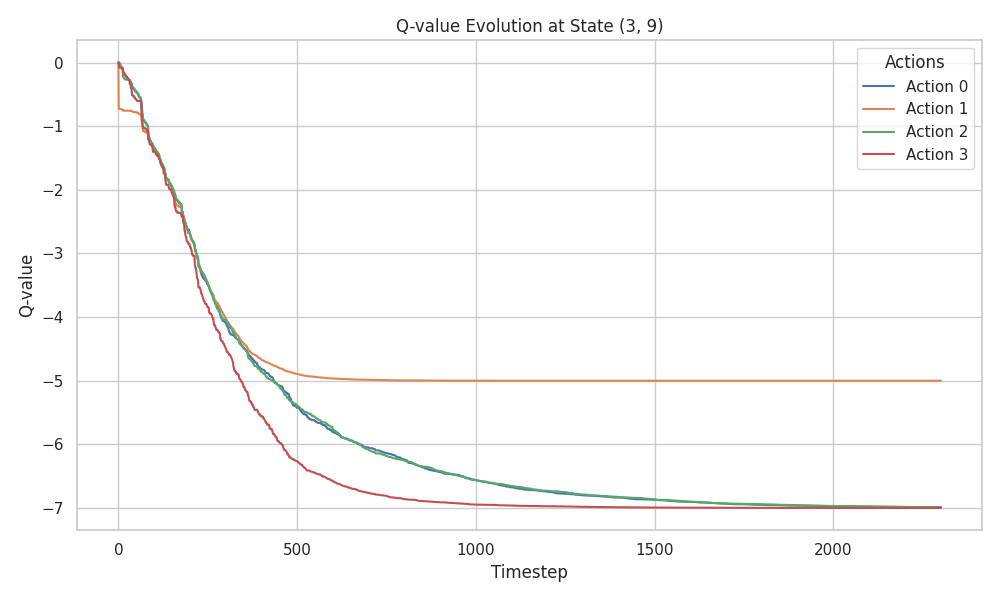 Q-value Evolution at State (3, 9)
Actions
Action 0
Action 1
Action 2
Action 3
Q-value
0
−1
−2
−3
−4
−5
−6
−7
0
500
1000
1500
2000
Timestep